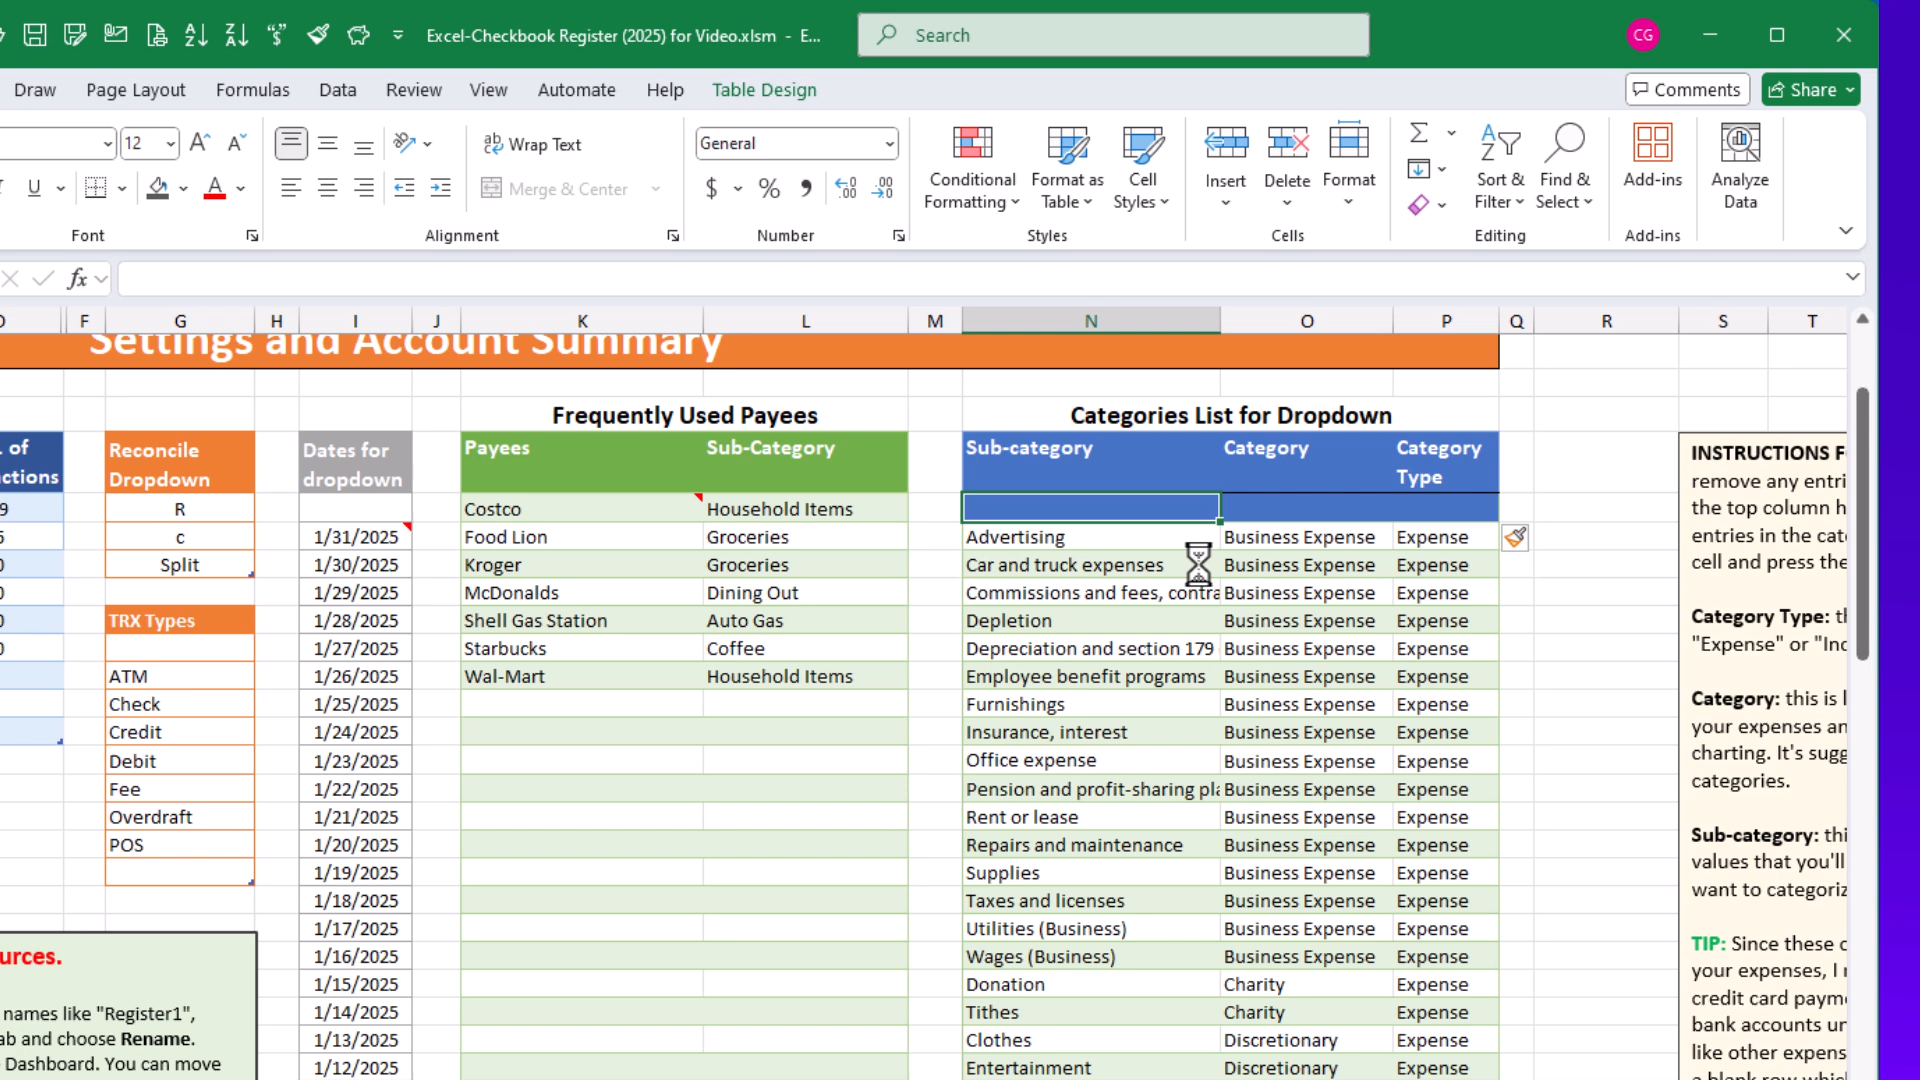 Excel-Checkbook Register (2025) for Video.xlsm - E...
Search
CG
Draw
Page Layout
Formulas
Data
Review
View
Automate
Help
Table Design
Comments
Share
12
Wrap Text
General
Merge & Center
Conditional Formatting
Format as Table
Cell Styles
Insert
Delete
Format
Sort & Filter
Find & Select
Add-ins
Analyze Data
Font
Alignment
Number
Styles
Cells
Editing
Add-ins
fx
F G H I J K L M N O P Q R S T
Settings and Account Summary
Frequently Used Payees
Categories List for Dropdown
of
Reconcile Dropdown
Dates for dropdown
Payees Sub-Category
Sub-category Category Category Type
INSTRUCTIONS F
remove any entri
the top column h
entries in the cat
cell and press the
R
c
Split
TRX Types
ATM
Check
Credit
Debit
Fee
Overdraft
POS
1/31/2025
1/30/2025
1/29/2025
1/28/2025
1/27/2025
1/26/2025
1/25/2025
1/24/2025
1/23/2025
1/22/2025
1/21/2025
1/20/2025
1/19/2025
1/18/2025
1/17/2025
1/16/2025
1/15/2025
1/14/2025
1/13/2025
1/12/2025
Costco Household Items
Food Lion Groceries
Kroger Groceries
McDonalds Dining Out
Shell Gas Station Auto Gas
Starbucks Coffee
Wal-Mart Household Items
Advertising Business Expense Expense
Car and truck expenses Business Expense Expense
Commissions and fees, contra Business Expense Expense
Depletion Business Expense Expense
Depreciation and section 179 Business Expense Expense
Employee benefit programs Business Expense Expense
Furnishings Business Expense Expense
Insurance, interest Business Expense Expense
Office expense Business Expense Expense
Pension and profit-sharing pla Business Expense Expense
Rent or lease Business Expense Expense
Repairs and maintenance Business Expense Expense
Supplies Business Expense Expense
Taxes and licenses Business Expense Expense
Utilities (Business) Business Expense Expense
Wages (Business) Business Expense Expense
Donation Charity Expense
Tithes Charity Expense
Clothes Discretionary Expense
Entertainment Discretionary Expense
Category Type: th
"Expense" or "Inc
Category: this is l
your expenses an
charting. It's sugg
categories.
Sub-category: thi
values that you'll
want to categoriz
TIP: Since these c
your expenses, I r
credit card payme
bank accounts un
like other expens
urces.
names like "Register1",
ab and choose Rename.
Dashboard. You can move